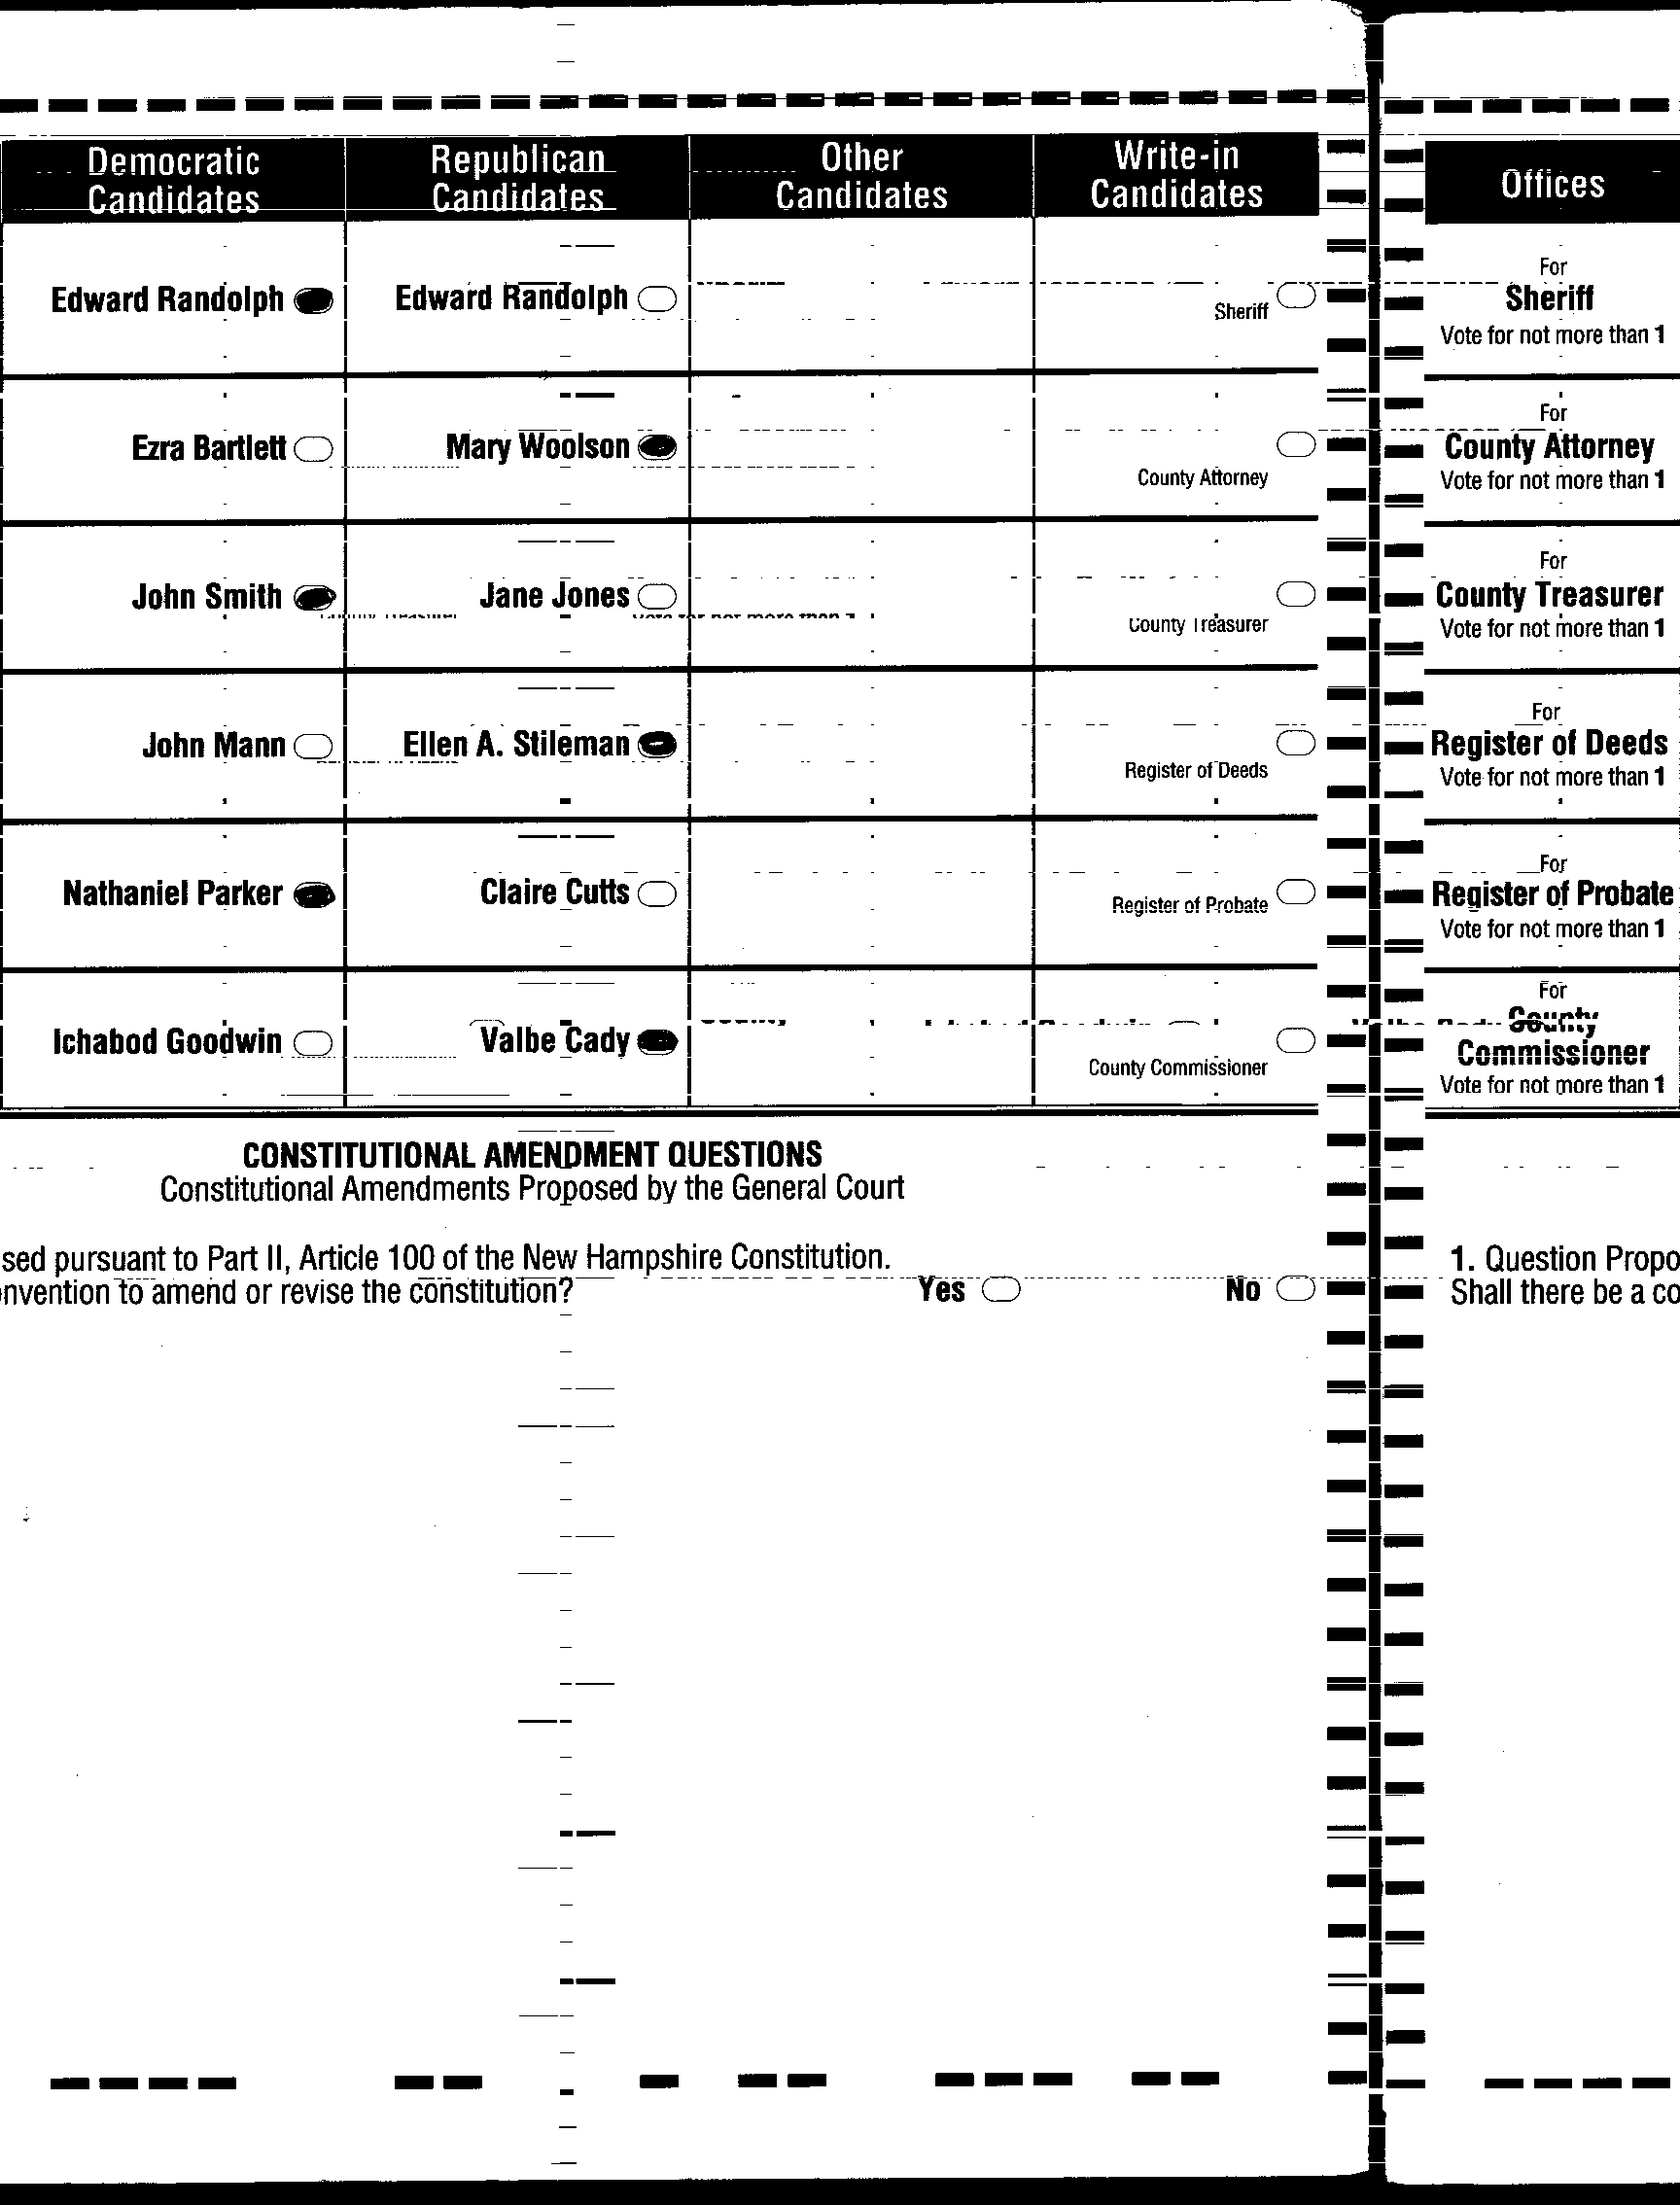 Democratic Candidates
Republican Candidates
Other Candidates
Write-in Candidates
Offices
Edward Randolph
Edward Randolph
Sheriff
For
Sheriff
Vote for not more than 1
Ezra Bartlett
Mary Woolson
County Attorney
For
County Attorney
Vote for not more than 1
John Smith
Jane Jones
County Treasurer
For
County Treasurer
Vote for not more than 1
John Mann
Ellen A. Stileman
Register of Deeds
For
Register of Deeds
Vote for not more than 1
Nathaniel Parker
Claire Cutts
Register of Probate
For
Register of Probate
Vote for not more than 1
Ichabod Goodwin
Valbe Cady
County Commissioner
For
County
Commissioner
Vote for not more than 1
CONSTITUTIONAL AMENDMENT QUESTIONS
Constitutional Amendments Proposed by the General Court
sed pursuant to Part II, Article 100 of the New Hampshire Constitution.
nvention to amend or revise the constitution?
Yes
No
1. Question Propo
Shall there be a co